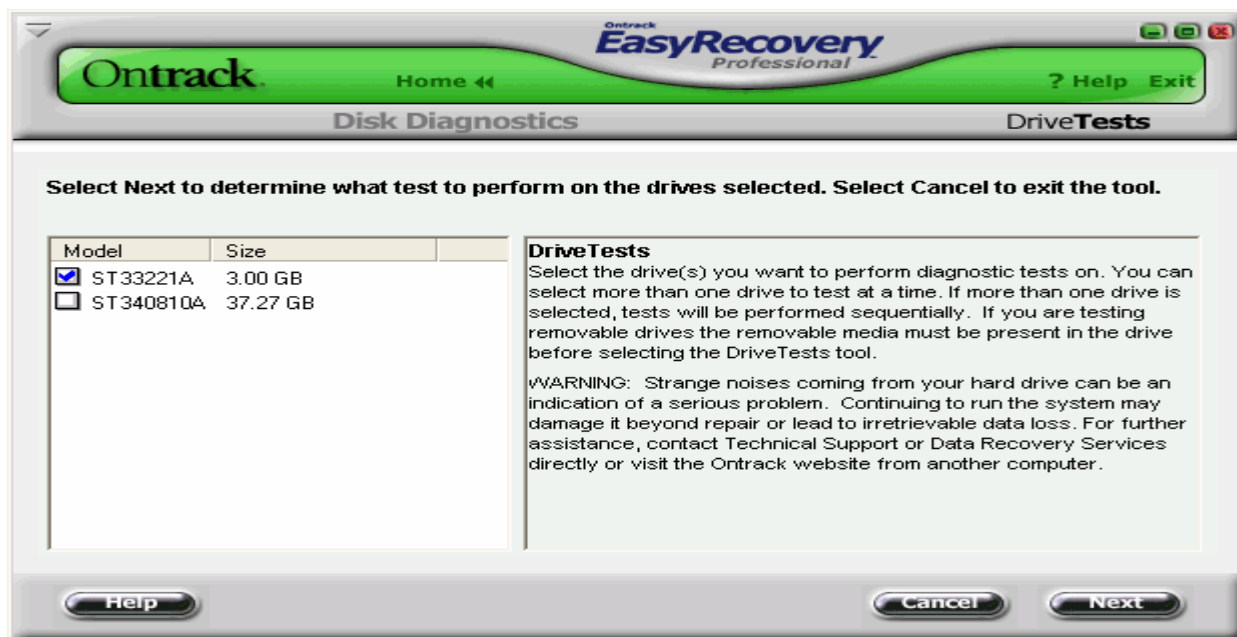 Ontrack
EasyRecovery
Professional
Ontrack.
Home
? Help Exit
Disk Diagnostics
DriveTests
Select Next to determine what test to perform on the drives selected. Select Cancel to exit the tool.
Model Size
ST33221A 3.00 GB
ST340810A 37.27 GB
DriveTests
Select the drive(s) you want to perform diagnostic tests on. You can
select more than one drive to test at a time. If more than one drive is
selected, tests will be performed sequentially. If you are testing
removable drives the removable media must be present in the drive
before selecting the DriveTests tool.
WARNING: Strange noises coming from your hard drive can be an
indication of a serious problem. Continuing to run the system may
damage it beyond repair or lead to irretrievable data loss. For further
assistance, contact Technical Support or Data Recovery Services
directly or visit the Ontrack website from another computer.
Help
Cancel
Next